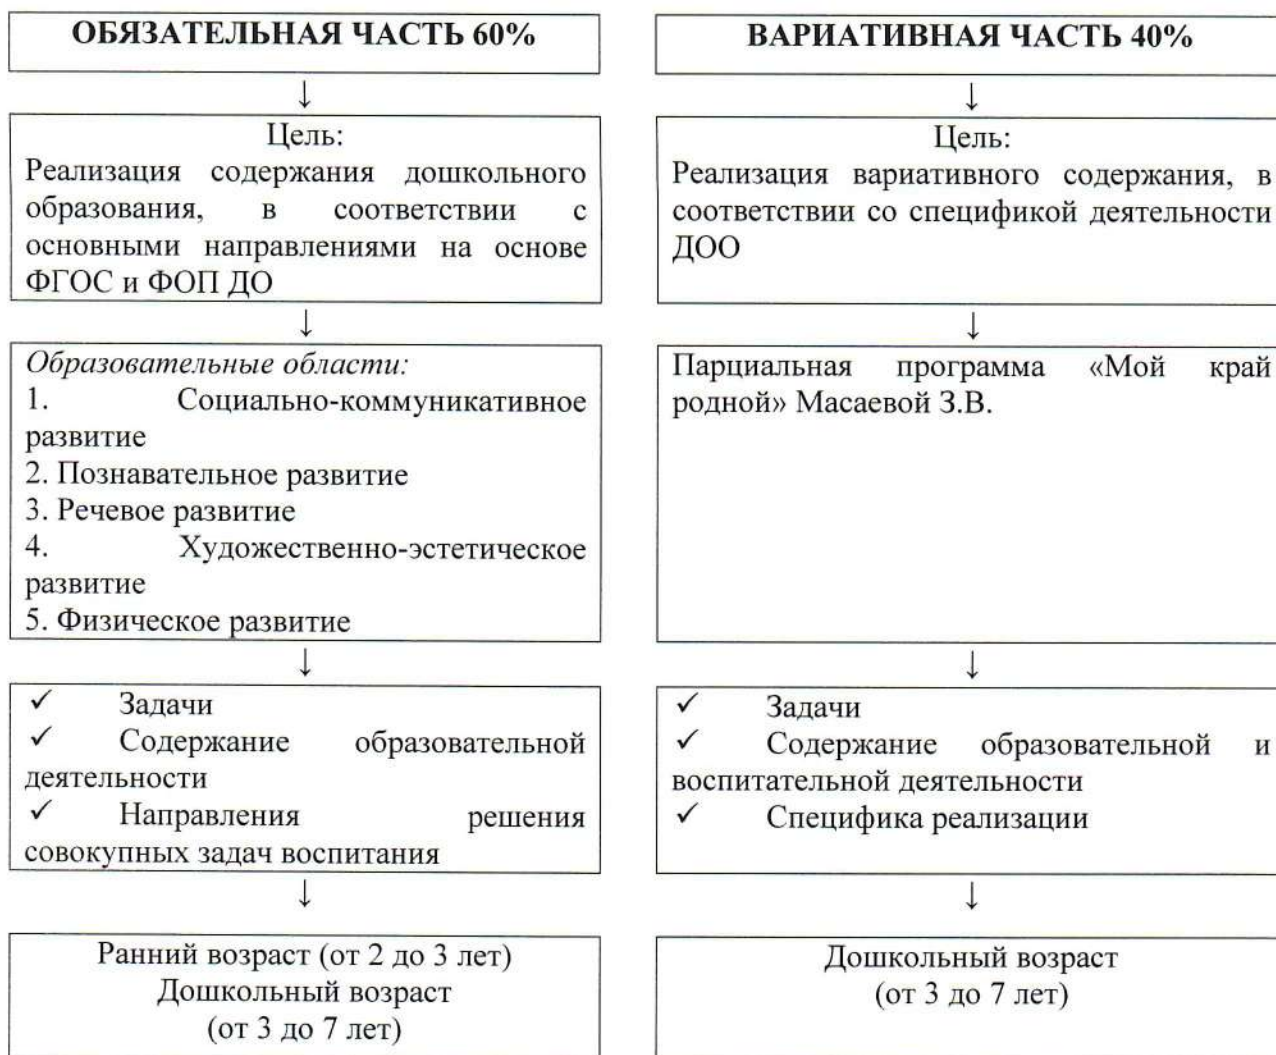 ОБЯЗАТЕЛЬНАЯ ЧАСТЬ 60%
↓
Цель:
Реализация содержания дошкольного
образования, в соответствии с
основными направлениями на основе
ФГОС и ФОП ДО
↓
Образовательные области:
1. Социально-коммуникативное
развитие
2. Познавательное развитие
3. Речевое развитие
4. Художественно-эстетическое
развитие
5. Физическое развитие
↓
✓ Задачи
✓ Содержание образовательной
деятельности
✓ Направления решения
совокупных задач воспитания
↓
Ранний возраст (от 2 до 3 лет)
Дошкольный возраст
(от 3 до 7 лет)
ВАРИАТИВНАЯ ЧАСТЬ 40%
↓
Цель:
Реализация вариативного содержания, в
соответствии со спецификой деятельности
ДОО
↓
Парциальная программа «Мой край
родной» Масаевой З.В.
↓
✓ Задачи
✓ Содержание образовательной и
воспитательной деятельности
✓ Специфика реализации
↓
Дошкольный возраст
(от 3 до 7 лет)